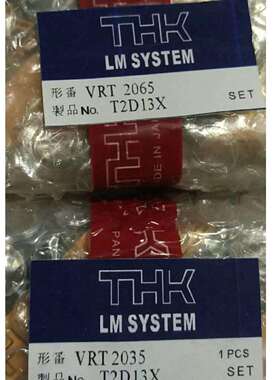 THK
LM SYSTEM
形番 VRT 2065
製品No. T2D13X SET
THK
LM SYSTEM
形番 VRT 2035 1 PCS
製品No. T2D13X SET